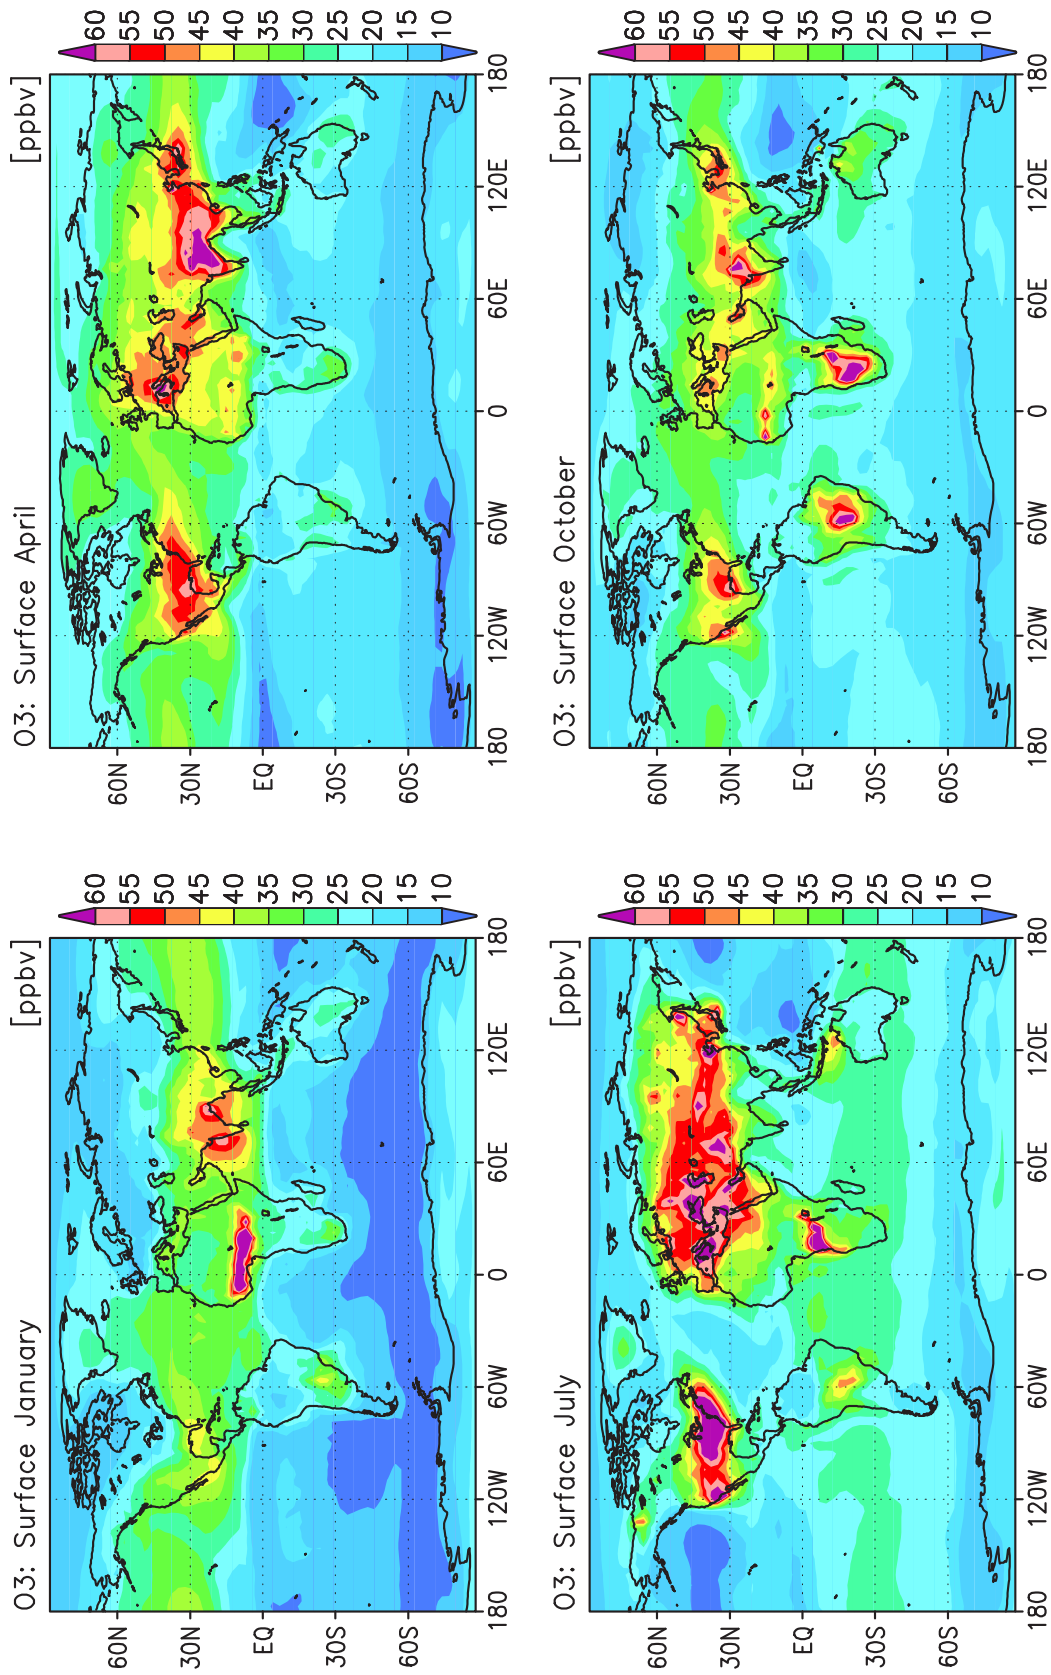 O3: Surface January [ppbv]
60N
30N
EQ
30S
60S
180 120W 60W 0 60E 120E 180
60
55
50
45
40
35
30
25
20
15
10
O3: Surface April [ppbv]
60N
30N
EQ
30S
60S
180 120W 60W 0 60E 120E 180
60
55
50
45
40
35
30
25
20
15
10
O3: Surface July [ppbv]
60N
30N
EQ
30S
60S
180 120W 60W 0 60E 120E 180
60
55
50
45
40
35
30
25
20
15
10
O3: Surface October [ppbv]
60N
30N
EQ
30S
60S
180 120W 60W 0 60E 120E 180
60
55
50
45
40
35
30
25
20
15
10